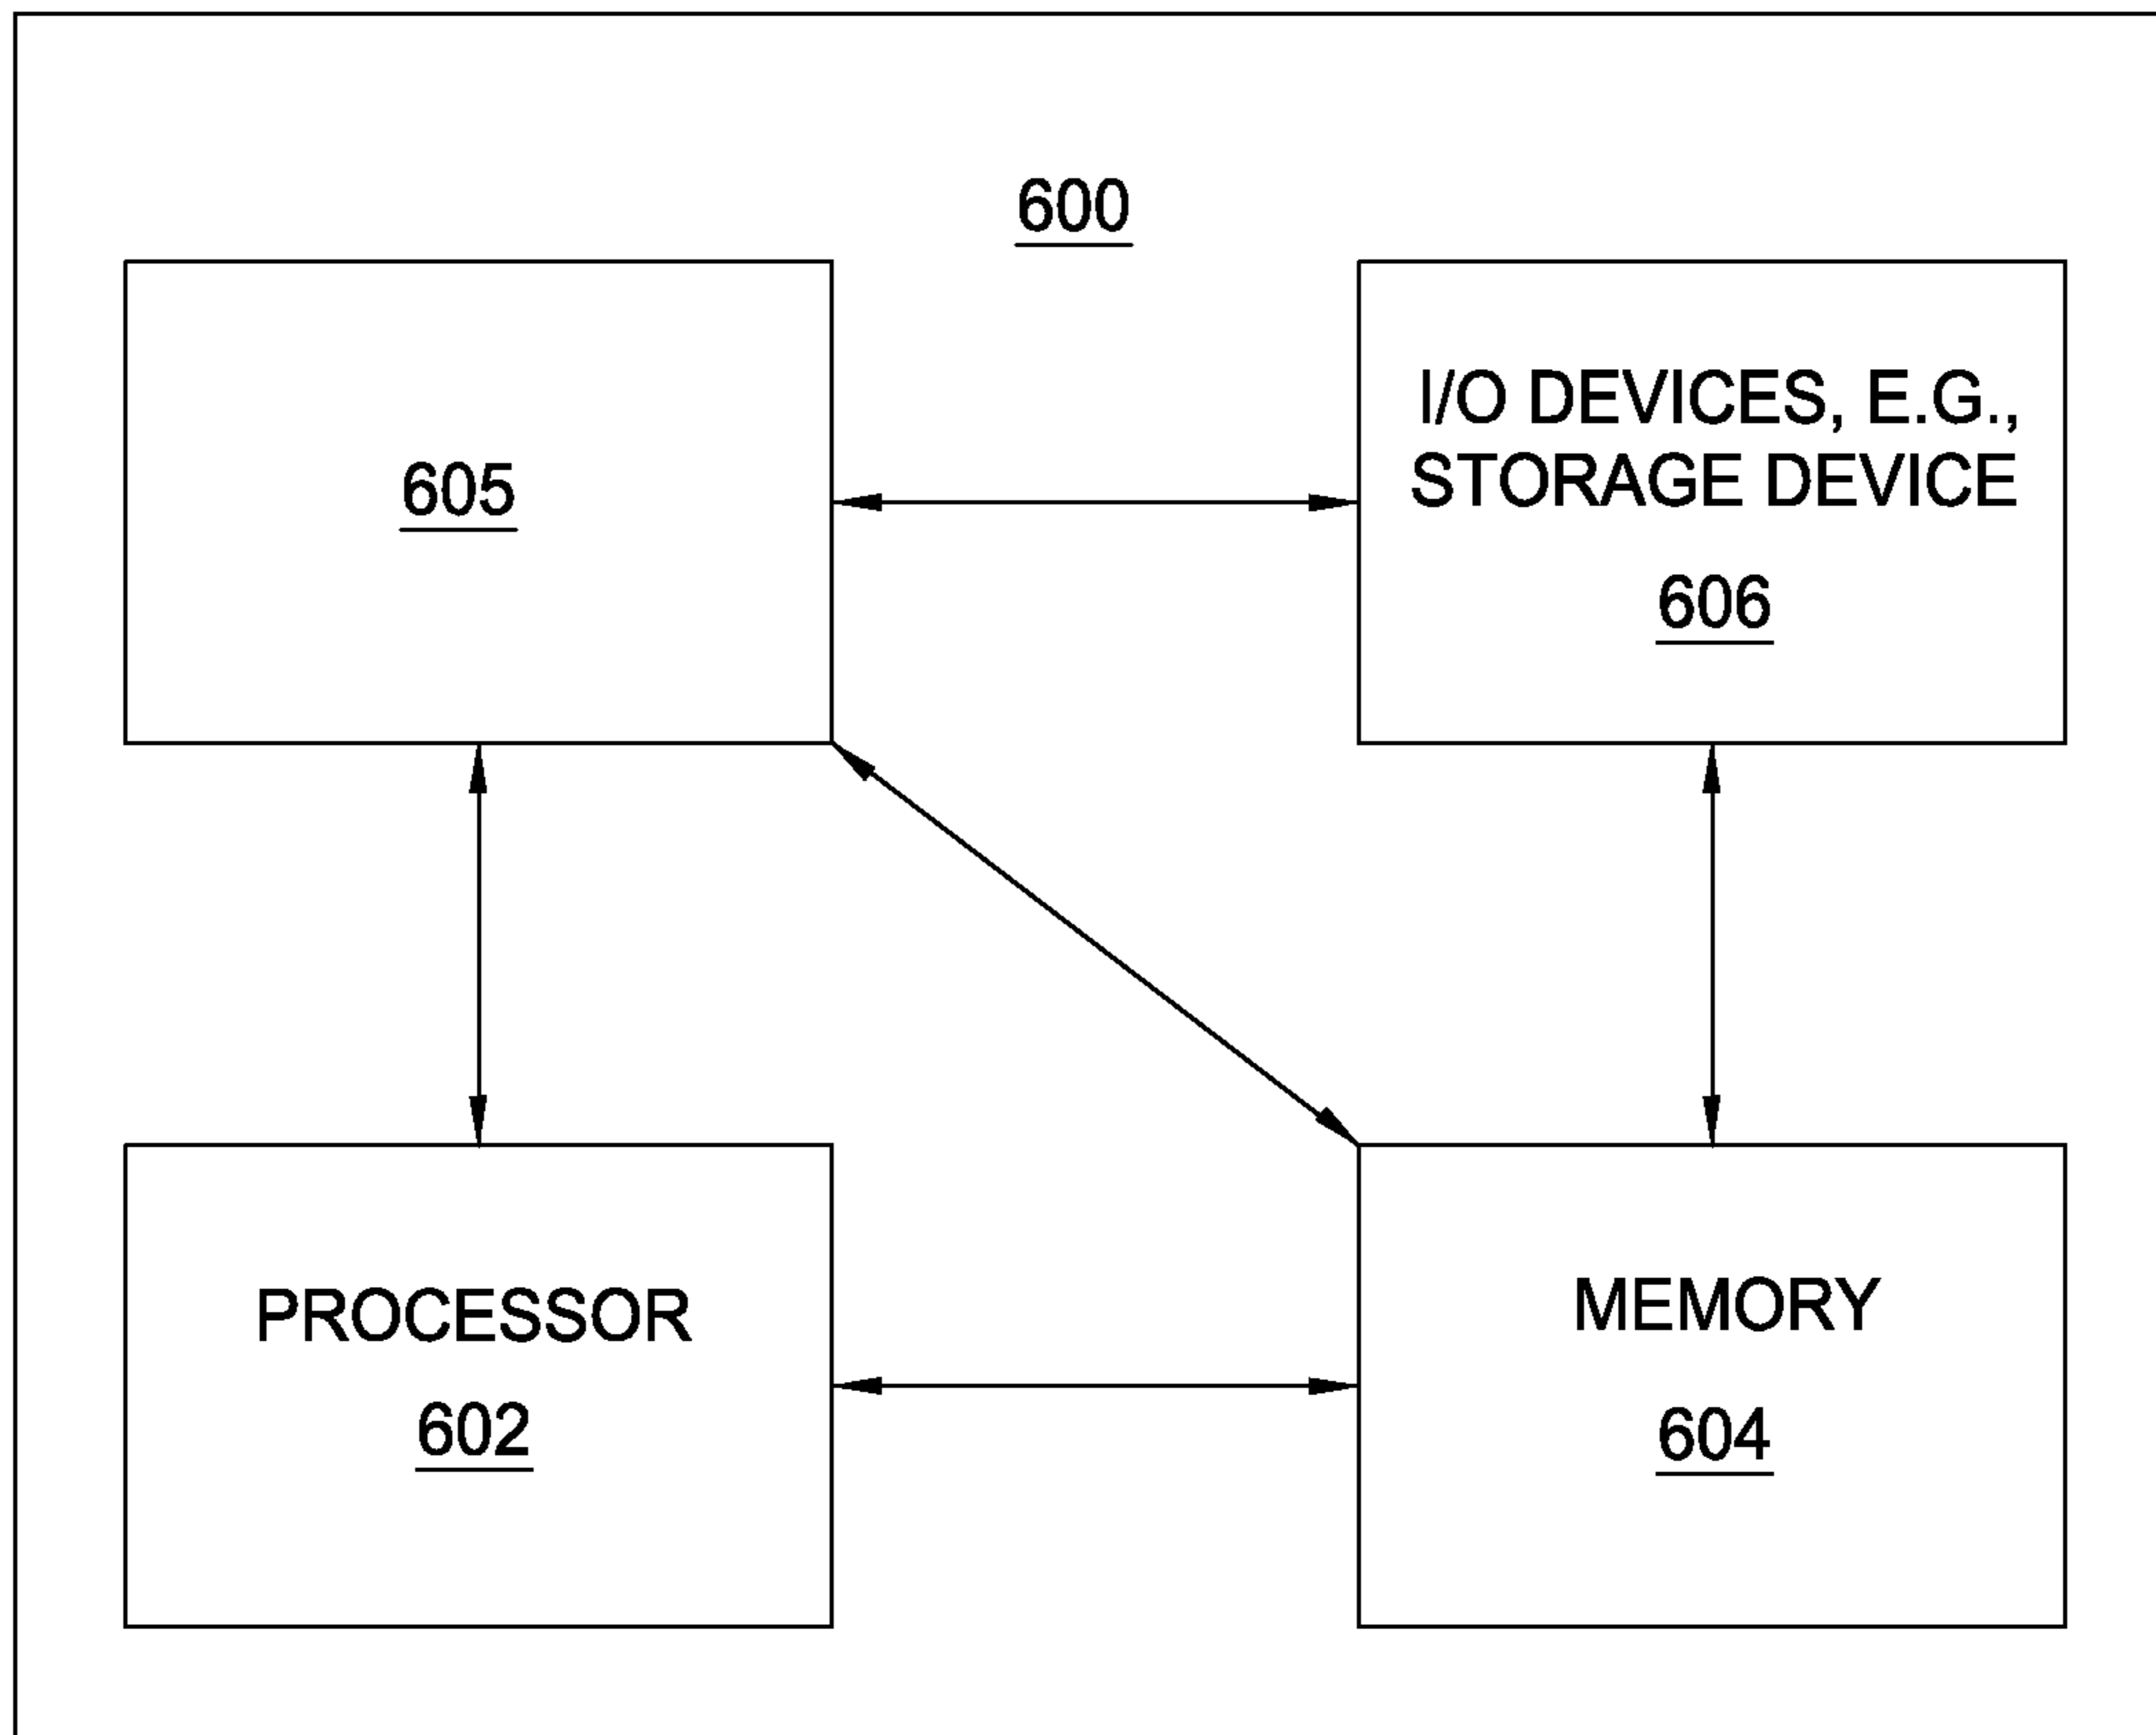 600
605
I/O DEVICES, E.G.,
STORAGE DEVICE
606
PROCESSOR
602
MEMORY
604